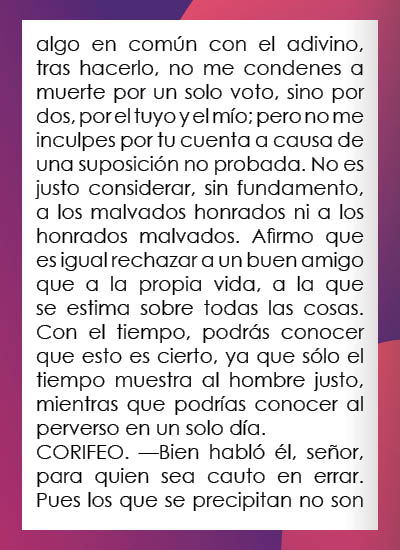 algo en común con el adivino,
tras hacerlo, no me condenes a
muerte por un solo voto, sino por
dos, por el tuyo y el mío; pero no me
inculpes por tu cuenta a causa de
una suposición no probada. No es
justo considerar, sin fundamento,
a los malvados honrados ni a los
honrados malvados. Afirmo que
es igual rechazar a un buen amigo
que a la propia vida, a la que
se estima sobre todas las cosas.
Con el tiempo, podrás conocer
que esto es cierto, ya que sólo el
tiempo muestra al hombre justo,
mientras que podrías conocer al
perverso en un solo día.
CORIFEO. —Bien habló él, señor,
para quien sea cauto en errar.
Pues los que se precipitan no son